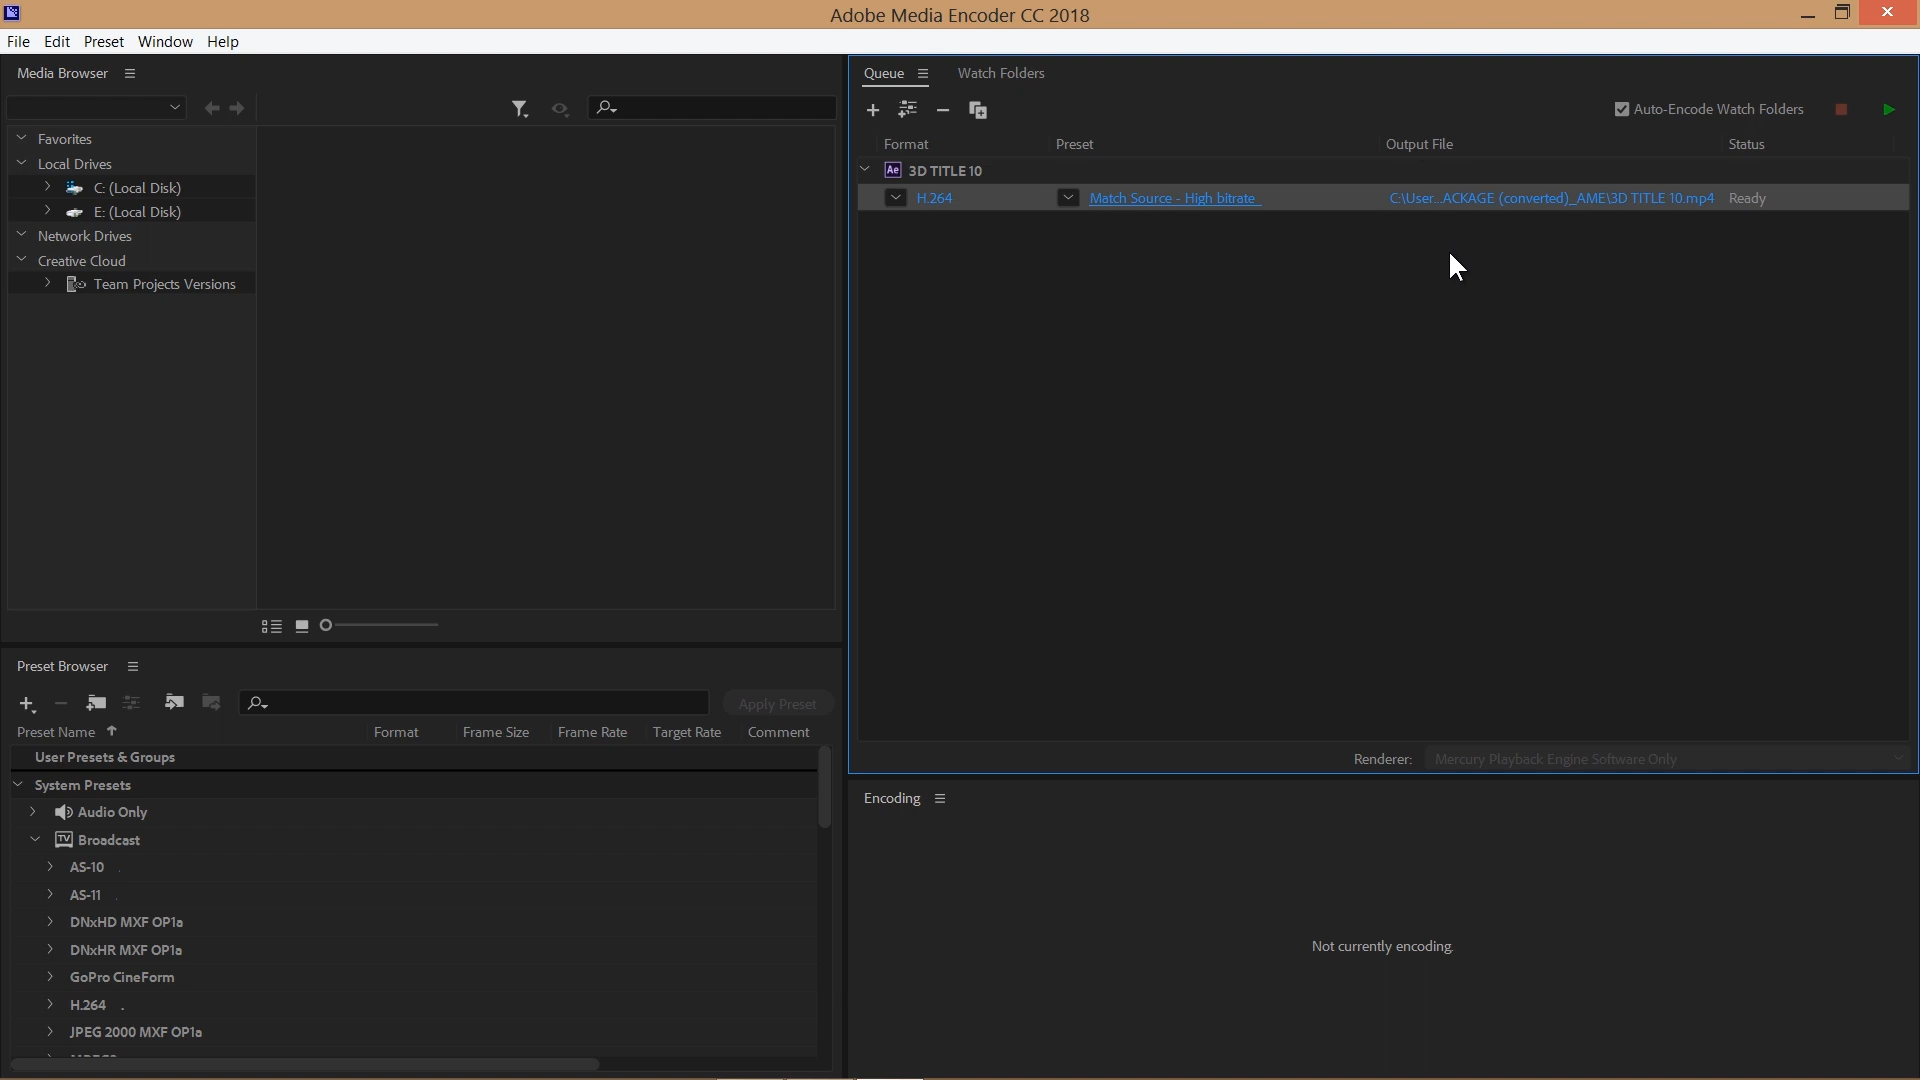 Adobe Media Encoder CC 2018
File Edit Preset Window Help
Media Browser
Favorites
Local Drives
C: (Local Disk)
E: (Local Disk)
Network Drives
Creative Cloud
Team Projects Versions
Queue Watch Folders
Auto-Encode Watch Folders
Format Preset Output File Status
Ae 3D TITLE 10
H.264 Match Source - High bitrate C:\User...ACKAGE (converted)_AME\3D TITLE 10.mp4 Ready
Renderer: Mercury Playback Engine Software Only
Preset Browser
Apply Preset
Preset Name Format Frame Size Frame Rate Target Rate Comment
User Presets & Groups
System Presets
Audio Only
TV Broadcast
AS-10
AS-11
DNxHD MXF OP1a
DNxHR MXF OP1a
GoPro CineForm
H.264
JPEG 2000 MXF OP1a
Encoding
Not currently encoding.